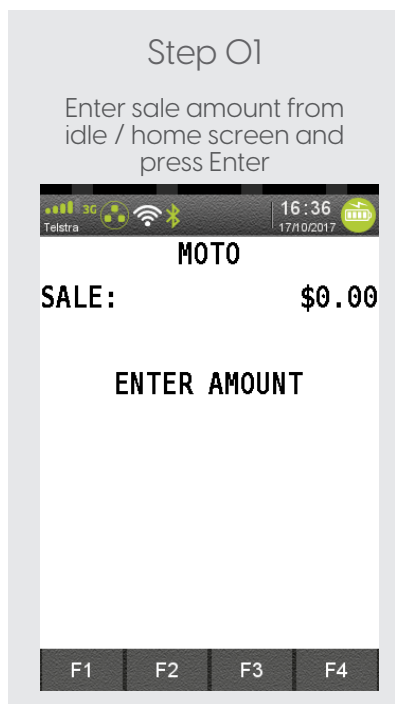 Step 01
Enter sale amount from
idle / home screen and
press Enter
3G 16:36
Telstra 17/10/2017
MOTO
SALE: $0.00
ENTER AMOUNT
F1 F2 F3 F4